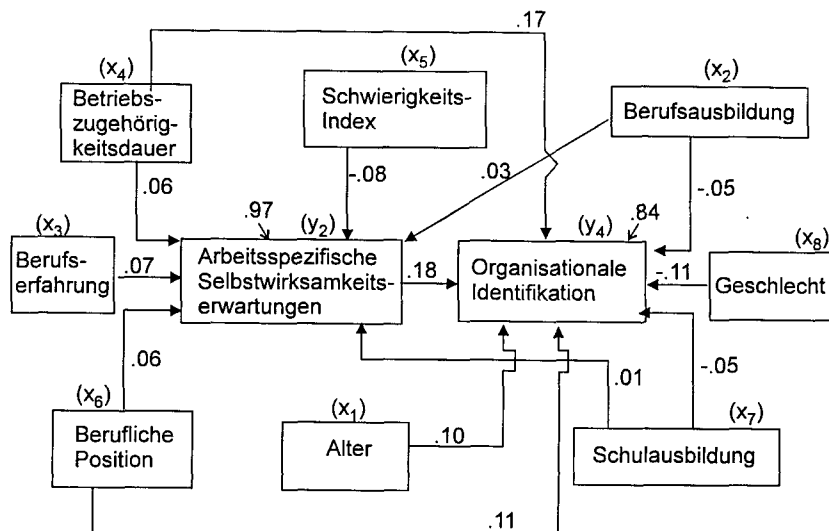 .17
(x₄)
Betriebs-
zugehörig-
keitsdauer
(x₅)
Schwierigkeits-
Index
(x₂)
Berufsausbildung
.06
-.08
.03
-.05
(x₃)
Berufs-
erfahrung
.07
.97
(y₂)
Arbeitsspezifische
Selbstwirksamkeits-
erwartungen
.18
(y₄)
.84
Organisationale
Identifikation
-.11
(x₈)
Geschlecht
.06
.01
-.05
(x₆)
Berufliche
Position
(x₁)
Alter
.10
(x₇)
Schulausbildung
.11